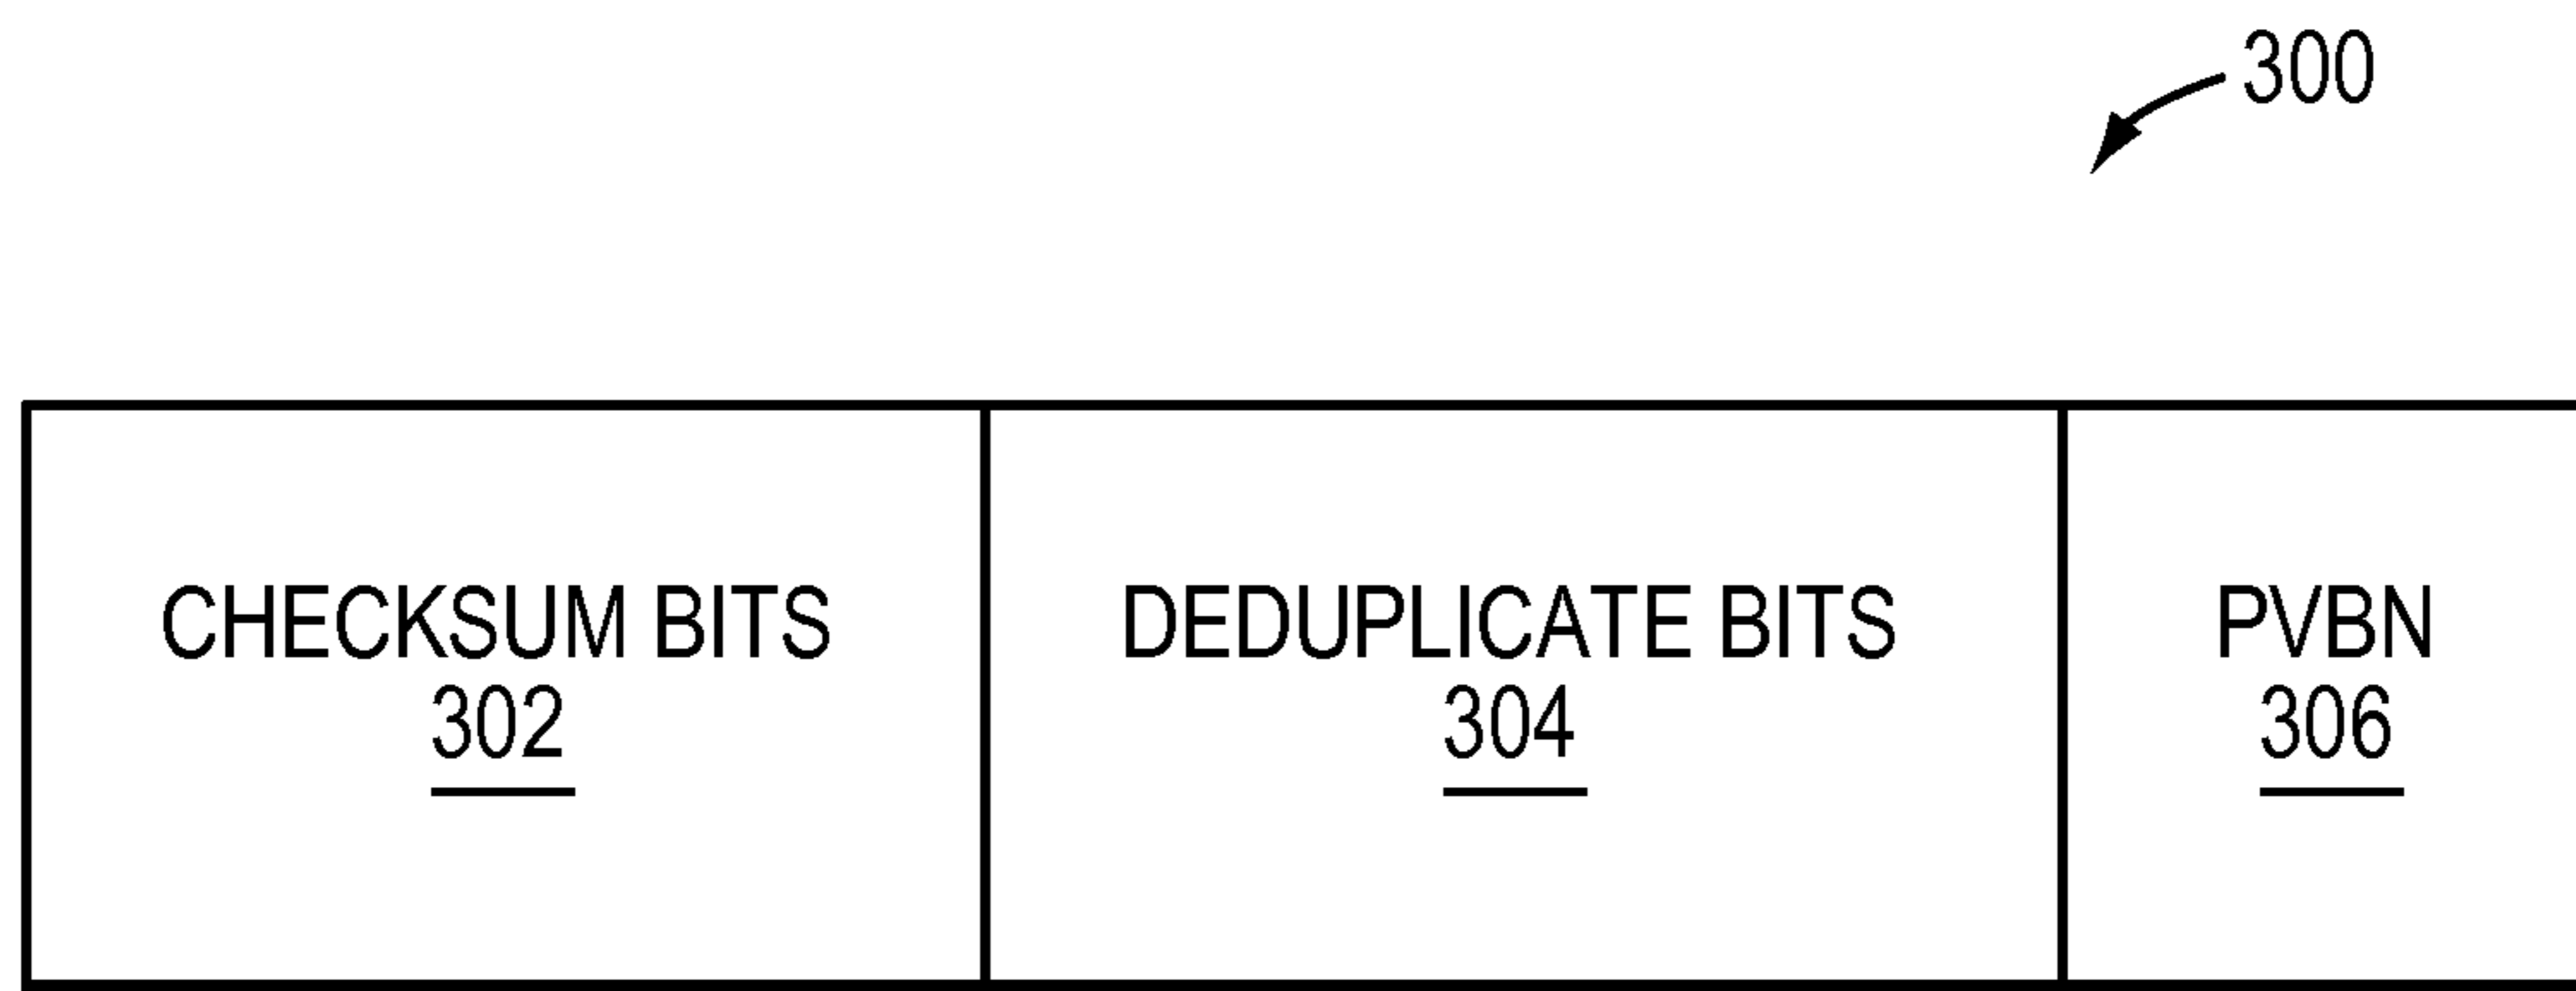 300
CHECKSUM BITS
302
DEDUPLICATE BITS
304
PVBN
306